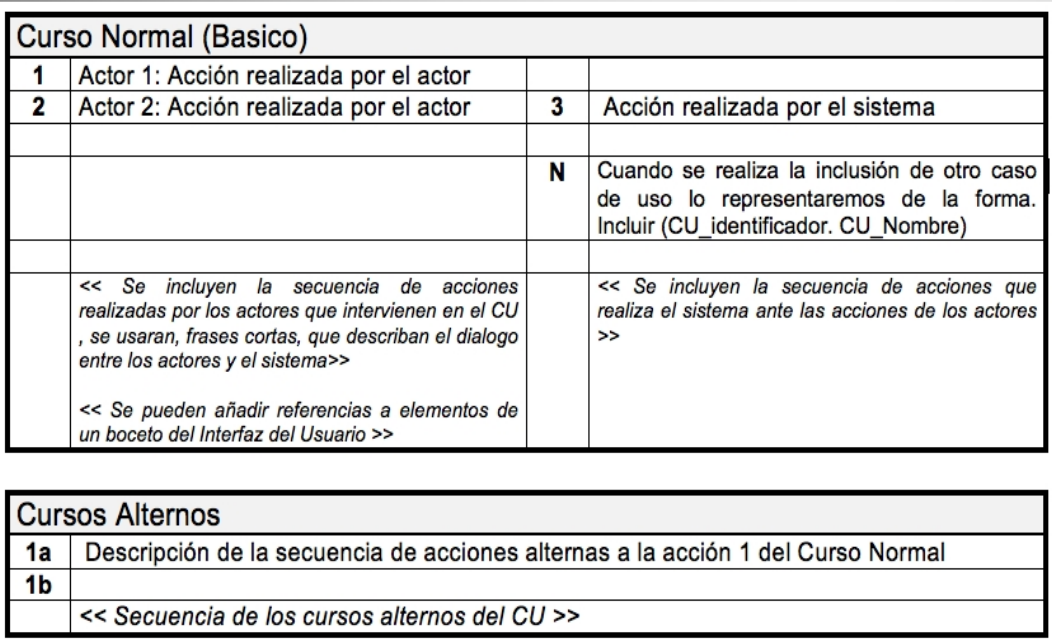 Curso Normal (Basico)
1 Actor 1: Acción realizada por el actor
2 Actor 2: Acción realizada por el actor 3 Acción realizada por el sistema
N Cuando se realiza la inclusión de otro caso
de uso lo representaremos de la forma.
Incluir (CU_identificador. CU_Nombre)
<< Se incluyen la secuencia de acciones
realizadas por los actores que intervienen en el CU
, se usaran, frases cortas, que describan el dialogo
entre los actores y el sistema>>
<< Se pueden añadir referencias a elementos de
un boceto del Interfaz del Usuario >>
<< Se incluyen la secuencia de acciones que
realiza el sistema ante las acciones de los actores
>>
Cursos Alternos
1a Descripción de la secuencia de acciones alternas a la acción 1 del Curso Normal
1b
<< Secuencia de los cursos alternos del CU >>